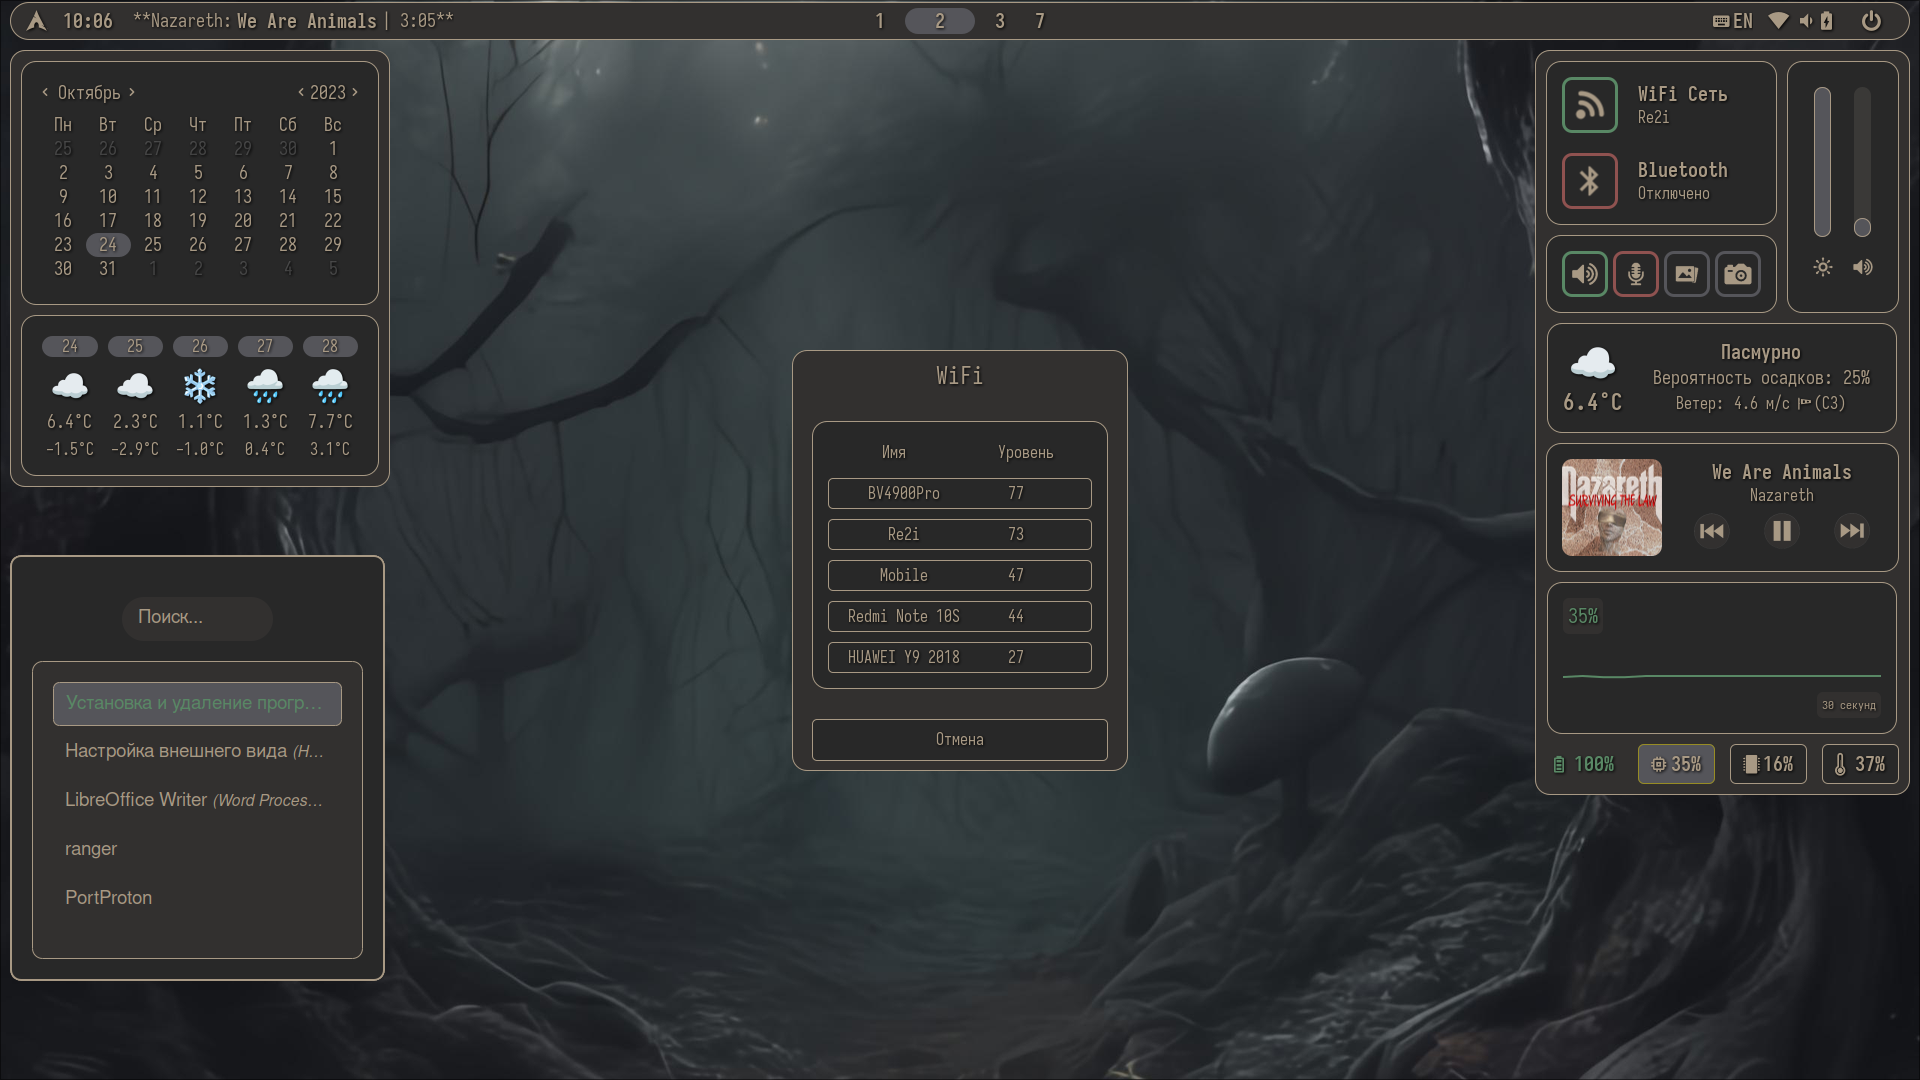 10:06 **Nazareth: We Are Animals | 3:05** 1 2 3 7 EN
‹ Октябрь › ‹ 2023 ›
Пн Вт Ср Чт Пт Сб Вс
25 26 27 28 29 30 1
2 3 4 5 6 7 8
9 10 11 12 13 14 15
16 17 18 19 20 21 22
23 24 25 26 27 28 29
30 31 1 2 3 4 5
24 25 26 27 28
6.4°C 2.3°C 1.1°C 1.3°C 7.7°C
-1.5°C -2.9°C -1.0°C 0.4°C 3.1°C
Поиск...
Установка и удаление прогр...
Настройка внешнего вида (Н...
LibreOffice Writer (Word Proces...
ranger
PortProton
WiFi
Имя Уровень
BV4900Pro 77
Re2i 73
Mobile 47
Redmi Note 10S 44
HUAWEI Y9 2018 27
Отмена
WiFi Сеть
Re2i
Bluetooth
Отключено
Пасмурно
Вероятность осадков: 25%
6.4°C
Ветер: 4.6 м/с (СЗ)
Nazareth
SURVIVING THE LAW
We Are Animals
Nazareth
35%
30 секунд
100% 35% 16% 37%